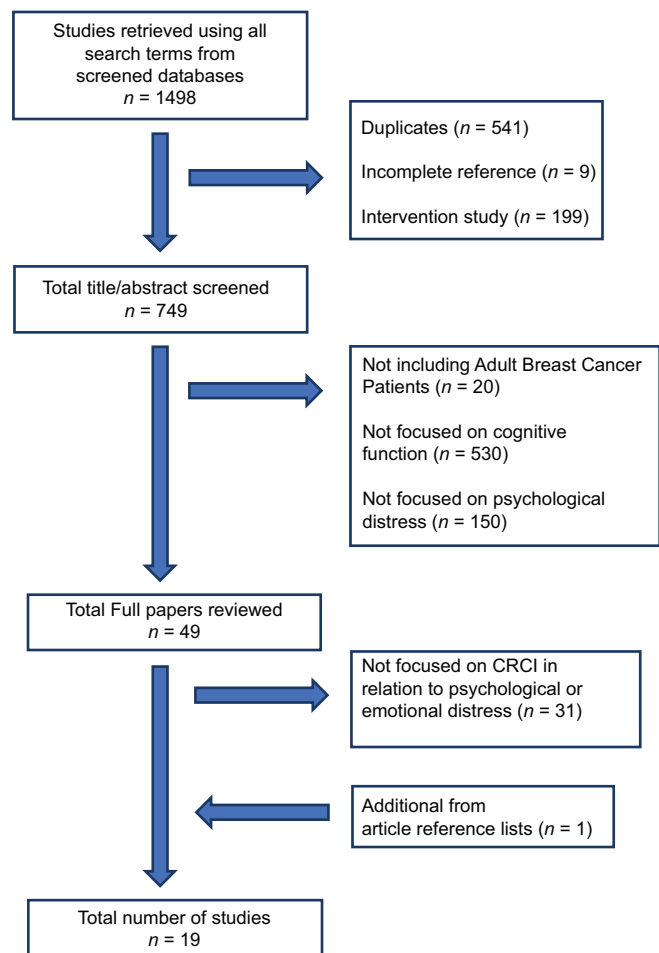 Studies retrieved using all
search terms from
screened databases
n = 1498
Duplicates (n = 541)
Incomplete reference (n = 9)
Intervention study (n = 199)
Total title/abstract screened
n = 749
Not including Adult Breast Cancer
Patients (n = 20)
Not focused on cognitive
function (n = 530)
Not focused on psychological
distress (n = 150)
Total Full papers reviewed
n = 49
Not focused on CRCI in
relation to psychological or
emotional distress (n = 31)
Additional from
article reference lists (n = 1)
Total number of studies
n = 19